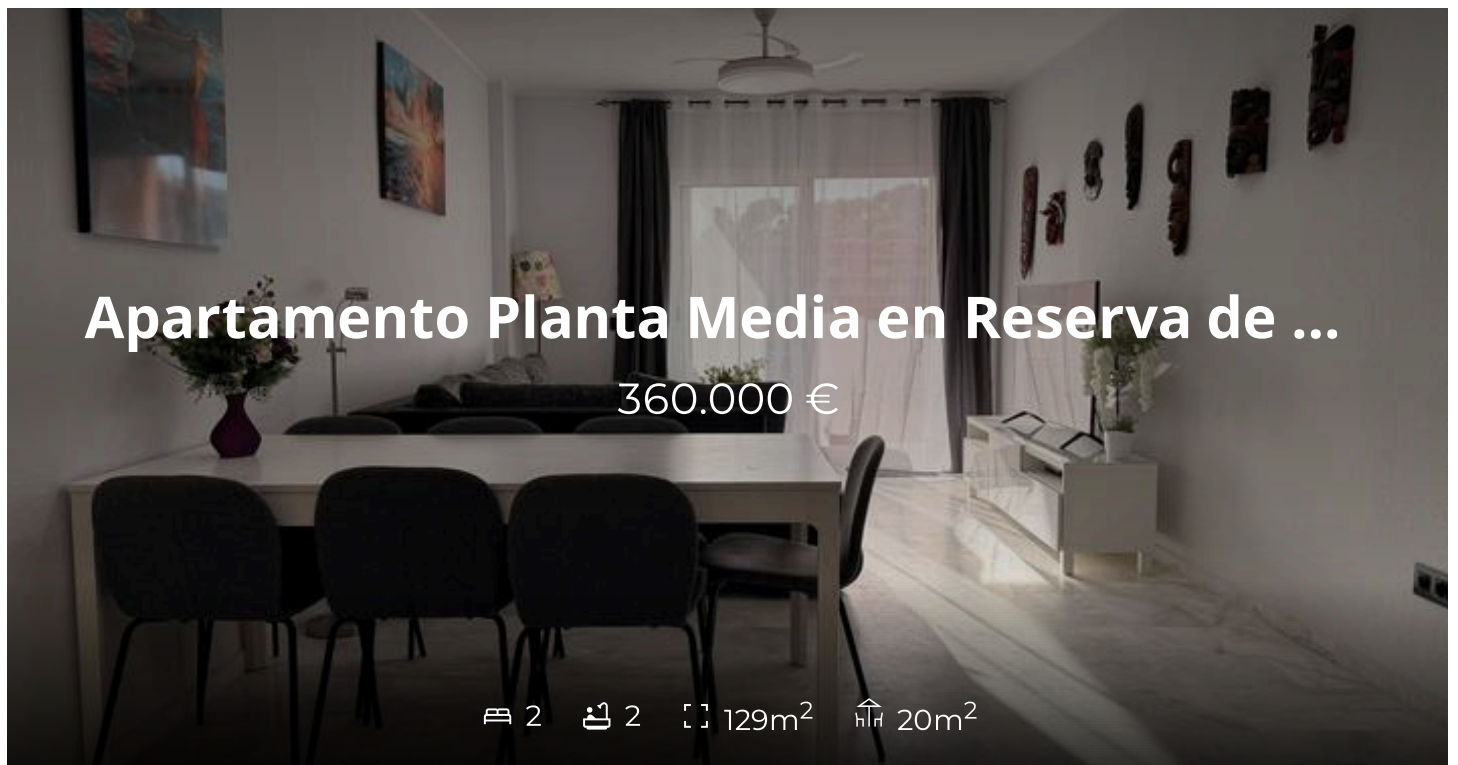 Apartamento Planta Media en Reserva de ...
360.000 €
2 2 129m² 20m²